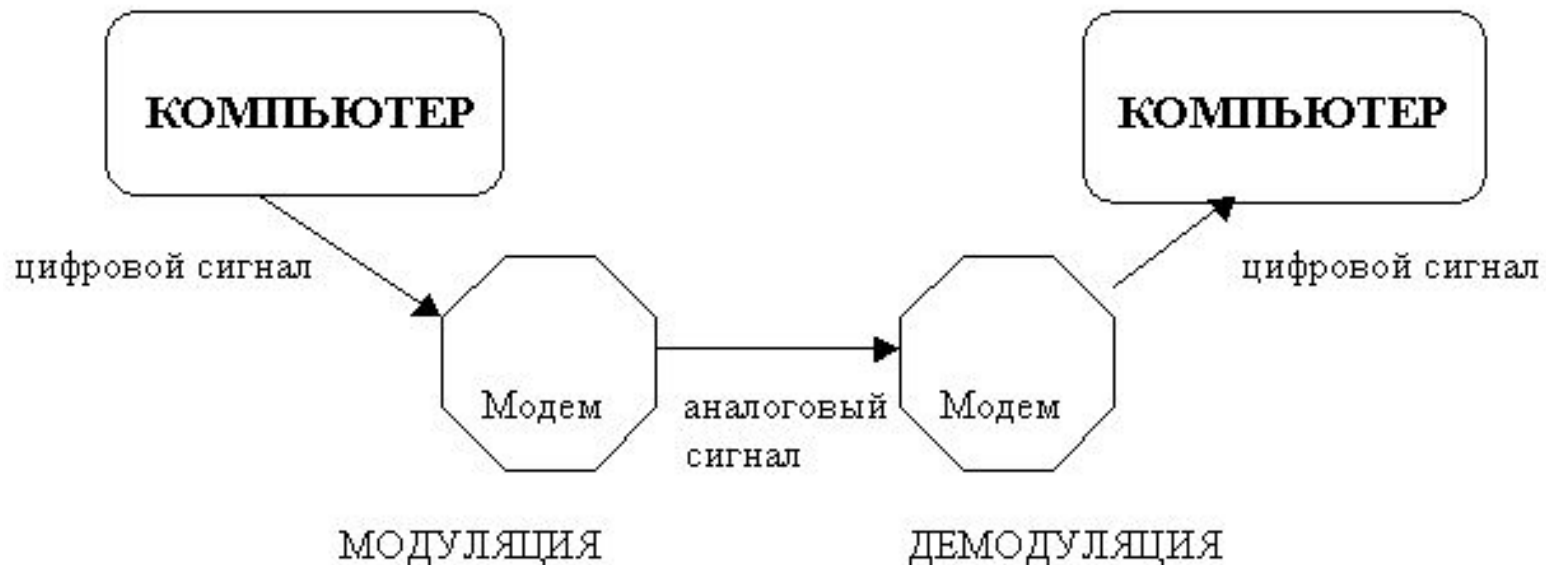 КОМПЬЮТЕР
КОМПЬЮТЕР
цифровой сигнал
цифровой сигнал
Модем
аналоговый
сигнал
Модем
МОДУЛЯЦИЯ
ДЕМОДУЛЯЦИЯ